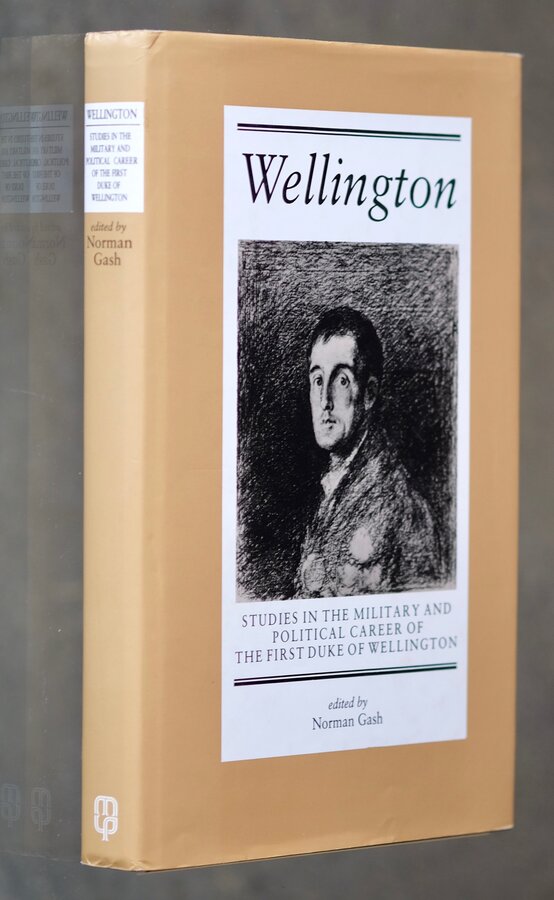 WELLINGTON
STUDIES IN THE
MILITARY AND
POLITICAL CAREER
OF THE FIRST
DUKE OF
WELLINGTON
edited by
Norman
Gash
Wellington
STUDIES IN THE MILITARY AND
POLITICAL CAREER OF
THE FIRST DUKE OF WELLINGTON
edited by
Norman Gash